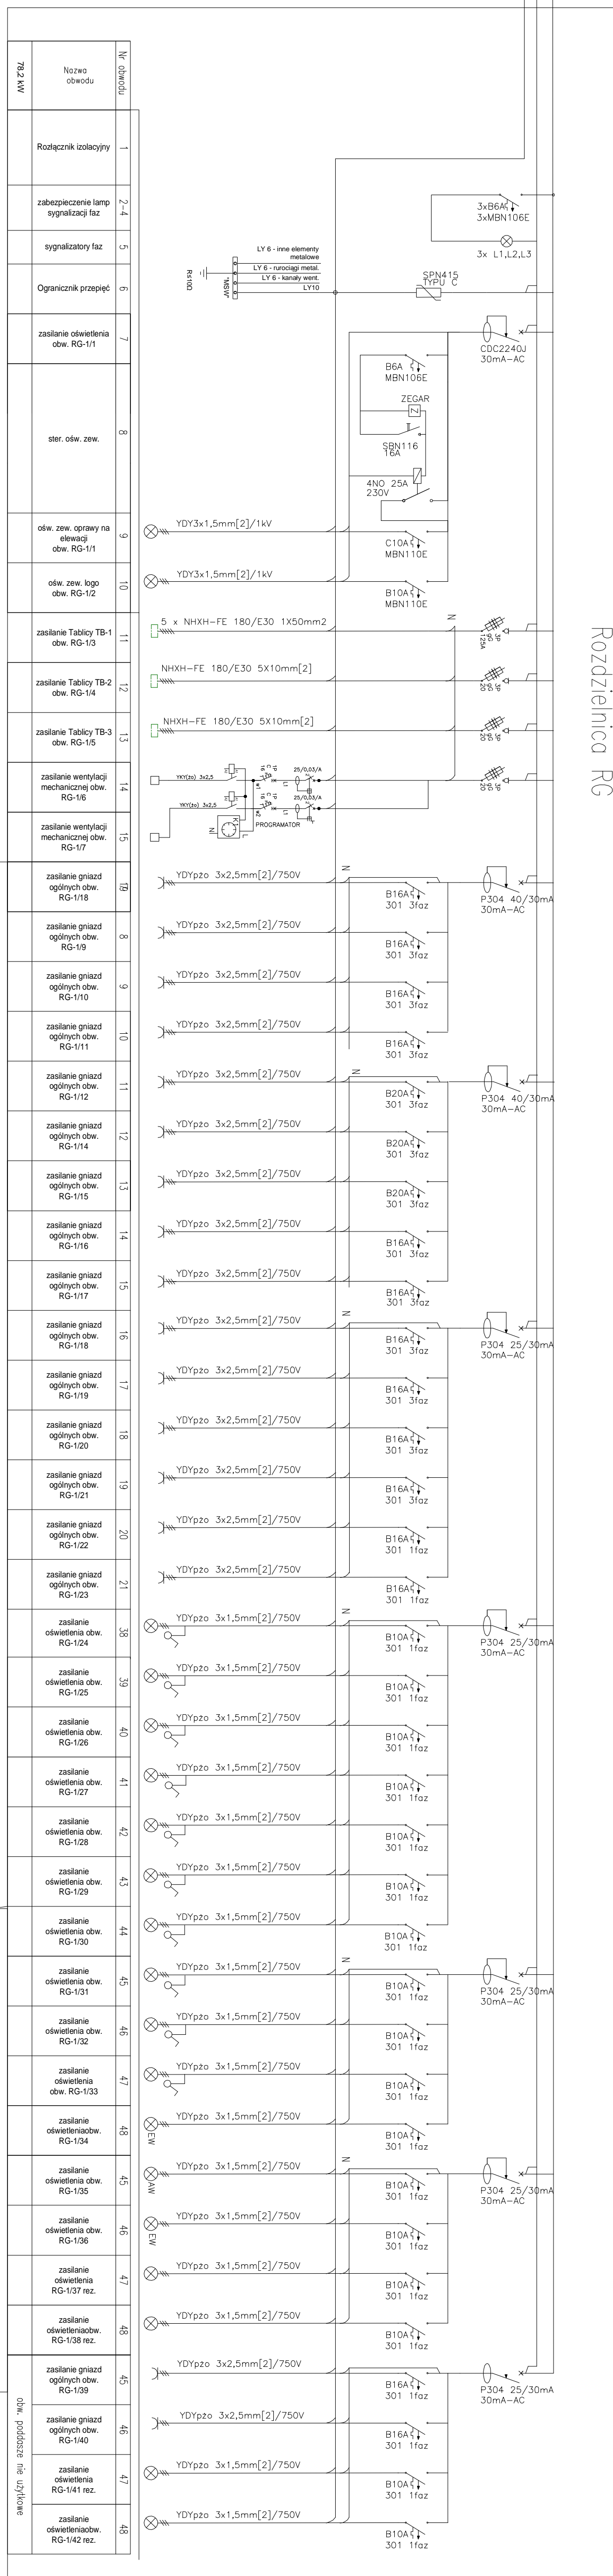 Rozdzielnica RG
Nr obwodu
Nazwa
obwodu
78.2 kW
1
Rozłącznik izolacyjny
2-4
zabezpieczenie lamp
sygnalizacji faz
3xB6A
3xMBN106E
5
sygnalizatory faz
3x L1,L2,L3
LY 6 - inne elementy
metalowe
LY 6 - rurociągi metal.
LY 6 - kanały went.
LY10
"MSW"
R≤10Ω
6
Ogranicznik przepięć
SPN415
TYPU C
7
zasilanie oświetlenia
obw. RG-1/1
CDC2240J
30mA-AC
B6A
MBN106E
ZEGAR
Z
SBN116
16A
4NO 25A
230V
8
ster. ośw. zew.
9
ośw. zew. oprawy na
elewacji
obw. RG-1/1
YDY3x1,5mm[2]/1kV
C10A
MBN110E
10
ośw. zew. logo
obw. RG-1/2
YDY3x1,5mm[2]/1kV
B10A
MBN110E
N
11
zasilanie Tablicy TB-1
obw. RG-1/3
5 x NHXH-FE 180/E30 1X50mm2
3P
gG
125A
12
zasilanie Tablicy TB-2
obw. RG-1/4
NHXH-FE 180/E30 5X10mm[2]
3P
gG
20
13
zasilanie Tablicy TB-3
obw. RG-1/5
NHXH-FE 180/E30 5X10mm[2]
3P
gG
20
14
zasilanie wentylacji
mechanicznej obw.
RG-1/6
YKY(żo) 3x2,5
w1
1P
C
16
L1
25/0,03/A
3P
gG
20
15
zasilanie wentylacji
mechanicznej obw.
RG-1/7
YKY(żo) 3x2,5
w2
1P
C
16
L1
25/0,03/A
PROGRAMATOR
K1
L
N
zasilanie gniazd
ogólnych obw.
RG-1/18
YDYpżo 3x2,5mm[2]/750V
N
B16A
301 3faz
P304 40/30mA
30mA-AC
8
zasilanie gniazd
ogólnych obw.
RG-1/9
YDYpżo 3x2,5mm[2]/750V
B16A
301 3faz
9
zasilanie gniazd
ogólnych obw.
RG-1/10
YDYpżo 3x2,5mm[2]/750V
B16A
301 3faz
10
zasilanie gniazd
ogólnych obw.
RG-1/11
YDYpżo 3x2,5mm[2]/750V
B16A
301 3faz
11
zasilanie gniazd
ogólnych obw.
RG-1/12
YDYpżo 3x2,5mm[2]/750V
N
B20A
301 3faz
P304 40/30mA
30mA-AC
12
zasilanie gniazd
ogólnych obw.
RG-1/14
YDYpżo 3x2,5mm[2]/750V
B20A
301 3faz
13
zasilanie gniazd
ogólnych obw.
RG-1/15
YDYpżo 3x2,5mm[2]/750V
B20A
301 3faz
14
zasilanie gniazd
ogólnych obw.
RG-1/16
YDYpżo 3x2,5mm[2]/750V
B16A
301 3faz
15
zasilanie gniazd
ogólnych obw.
RG-1/17
YDYpżo 3x2,5mm[2]/750V
B16A
301 3faz
16
zasilanie gniazd
ogólnych obw.
RG-1/18
YDYpżo 3x2,5mm[2]/750V
N
B16A
301 3faz
P304 25/30mA
30mA-AC
17
zasilanie gniazd
ogólnych obw.
RG-1/19
YDYpżo 3x2,5mm[2]/750V
B16A
301 3faz
18
zasilanie gniazd
ogólnych obw.
RG-1/20
YDYpżo 3x2,5mm[2]/750V
B16A
301 3faz
19
zasilanie gniazd
ogólnych obw.
RG-1/21
YDYpżo 3x2,5mm[2]/750V
B16A
301 3faz
20
zasilanie gniazd
ogólnych obw.
RG-1/22
YDYpżo 3x2,5mm[2]/750V
B16A
301 1faz
21
zasilanie gniazd
ogólnych obw.
RG-1/23
YDYpżo 3x2,5mm[2]/750V
B16A
301 1faz
38
zasilanie
oświetlenia obw.
RG-1/24
YDYpżo 3x1,5mm[2]/750V
N
B10A
301 1faz
P304 25/30mA
30mA-AC
39
zasilanie
oświetlenia obw.
RG-1/25
YDYpżo 3x1,5mm[2]/750V
B10A
301 1faz
40
zasilanie
oświetlenia obw.
RG-1/26
YDYpżo 3x1,5mm[2]/750V
B10A
301 1faz
41
zasilanie
oświetlenia obw.
RG-1/27
YDYpżo 3x1,5mm[2]/750V
B10A
301 1faz
42
zasilanie
oświetlenia obw.
RG-1/28
YDYpżo 3x1,5mm[2]/750V
B10A
301 1faz
43
zasilanie
oświetlenia obw.
RG-1/29
YDYpżo 3x1,5mm[2]/750V
B10A
301 1faz
44
zasilanie
oświetlenia obw.
RG-1/30
YDYpżo 3x1,5mm[2]/750V
B10A
301 1faz
45
zasilanie
oświetlenia obw.
RG-1/31
YDYpżo 3x1,5mm[2]/750V
N
B10A
301 1faz
P304 25/30mA
30mA-AC
46
zasilanie
oświetlenia obw.
RG-1/32
YDYpżo 3x1,5mm[2]/750V
B10A
301 1faz
47
zasilanie
oświetlenia
obw. RG-1/33
YDYpżo 3x1,5mm[2]/750V
B10A
301 1faz
48
zasilanie
oświetleniaobw.
RG-1/34
EW
YDYpżo 3x1,5mm[2]/750V
B10A
301 1faz
45
zasilanie
oświetlenia obw.
RG-1/35
AW
YDYpżo 3x1,5mm[2]/750V
N
B10A
301 1faz
P304 25/30mA
30mA-AC
46
zasilanie
oświetlenia obw.
RG-1/36
EW
YDYpżo 3x1,5mm[2]/750V
B10A
301 1faz
47
zasilanie
oświetlenia
RG-1/37 rez.
YDYpżo 3x1,5mm[2]/750V
B10A
301 1faz
48
zasilanie
oświetleniaobw.
RG-1/38 rez.
YDYpżo 3x1,5mm[2]/750V
B10A
301 1faz
obw. poddasze nie użytkowe
45
zasilanie gniazd
ogólnych obw.
RG-1/39
YDYpżo 3x2,5mm[2]/750V
B16A
301 1faz
P304 25/30mA
30mA-AC
46
zasilanie gniazd
ogólnych obw.
RG-1/40
YDYpżo 3x2,5mm[2]/750V
B16A
301 1faz
47
zasilanie
oświetlenia
RG-1/41 rez.
YDYpżo 3x1,5mm[2]/750V
B10A
301 1faz
48
zasilanie
oświetleniaobw.
RG-1/42 rez.
YDYpżo 3x1,5mm[2]/750V
B10A
301 1faz